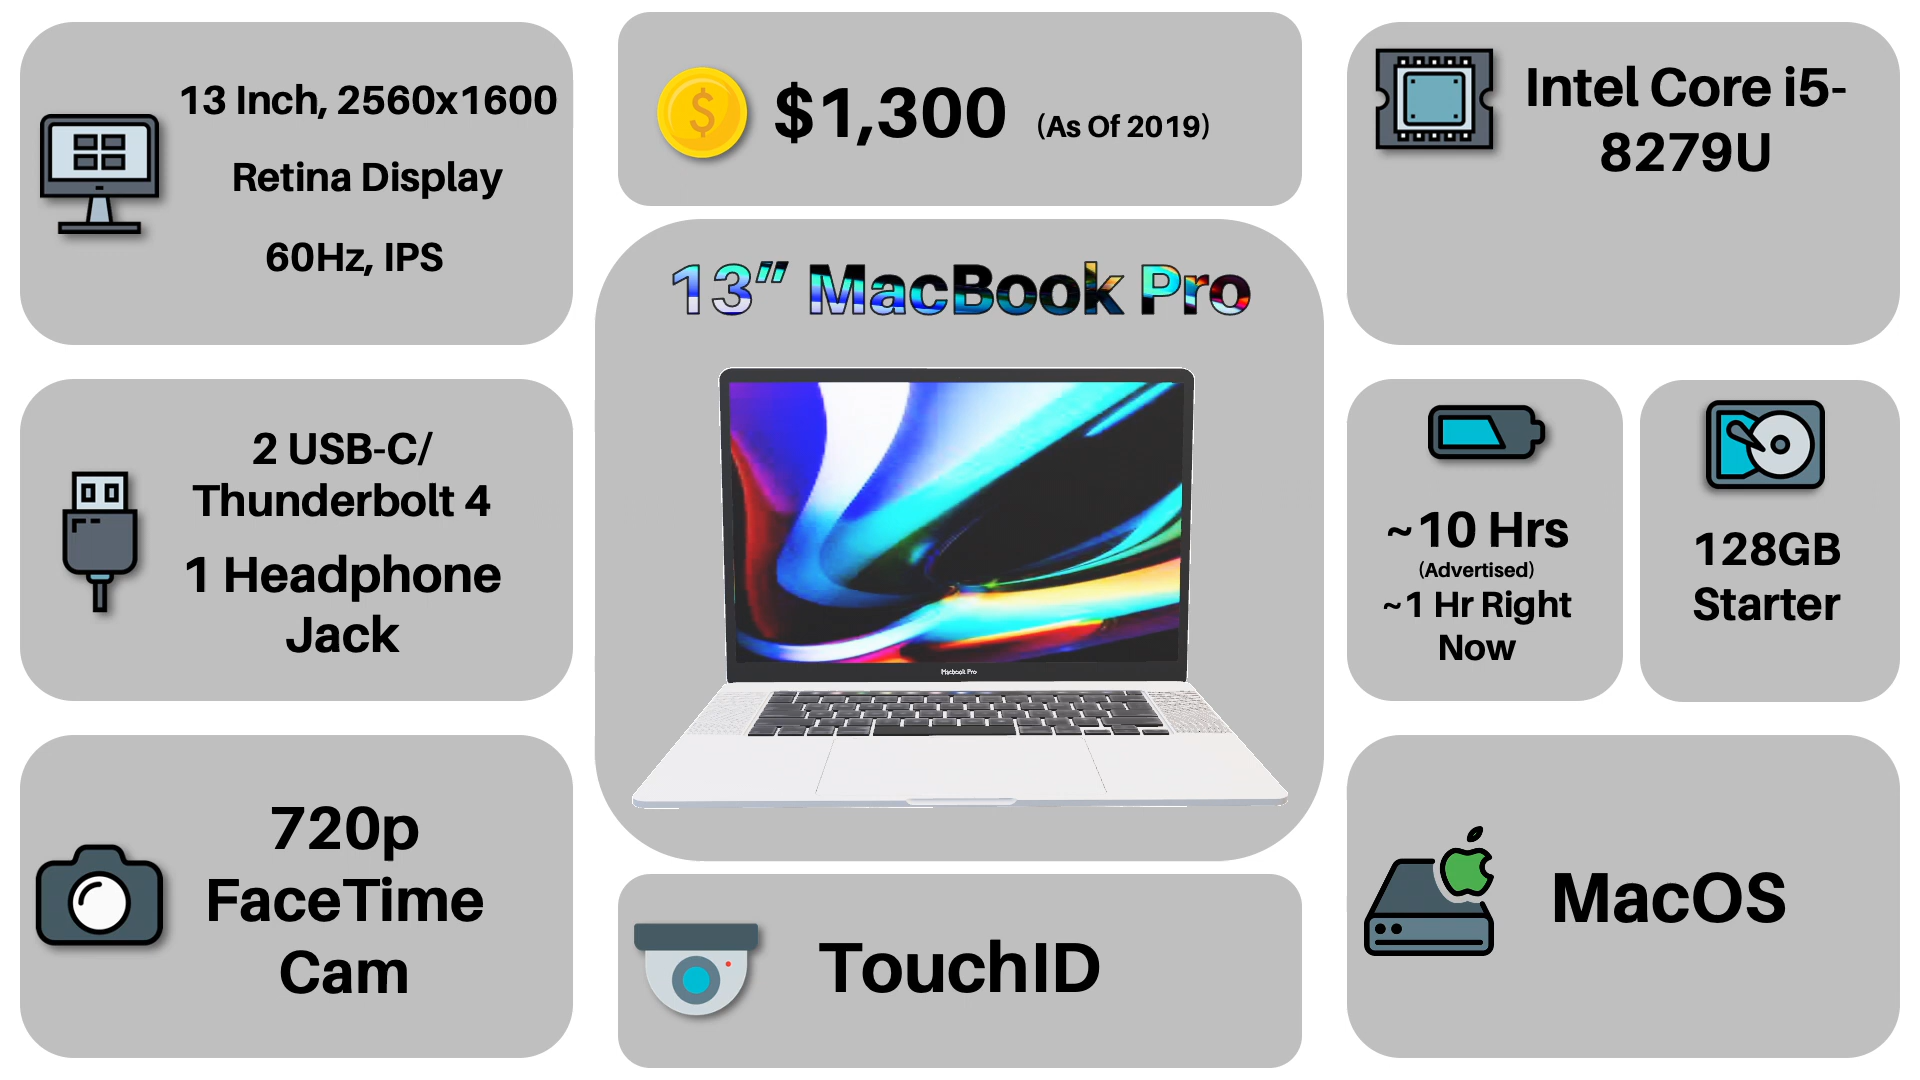 13 Inch, 2560x1600
Retina Display
60Hz, IPS
$1,300 (As Of 2019)
Intel Core i5-
8279U
13” MacBook Pro
Macbook Pro
2 USB-C/
Thunderbolt 4
1 Headphone
Jack
~10 Hrs
(Advertised)
~1 Hr Right
Now
128GB
Starter
720p
FaceTime
Cam
TouchID
MacOS